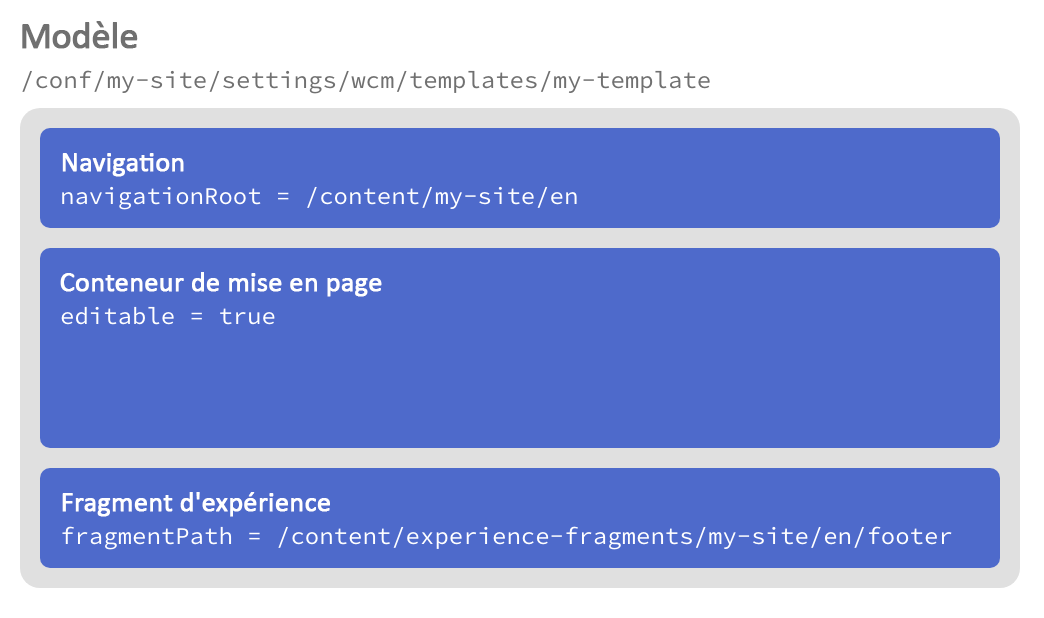 Modèle
/conf/my-site/settings/wcm/templates/my-template
Navigation
navigationRoot = /content/my-site/en
Conteneur de mise en page
editable = true
Fragment d'expérience
fragmentPath = /content/experience-fragments/my-site/en/footer